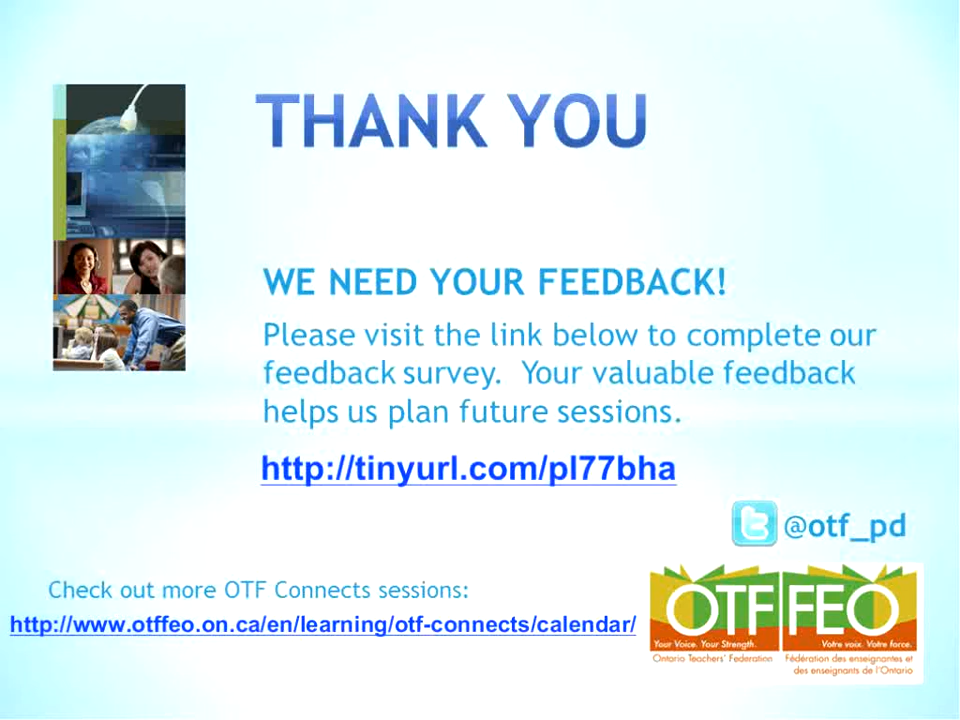 THANK YOU
WE NEED YOUR FEEDBACK!
Please visit the link below to complete our
feedback survey.  Your valuable feedback
helps us plan future sessions.
http://tinyurl.com/pl77bha
@otf_pd
Check out more OTF Connects sessions:
http://www.otffeo.on.ca/en/learning/otf-connects/calendar/
OTF FEO
Your Voice. Your Strength. Votre voix. Votre force.
Ontario Teachers' Federation
Fédération des enseignantes et
des enseignants de l'Ontario